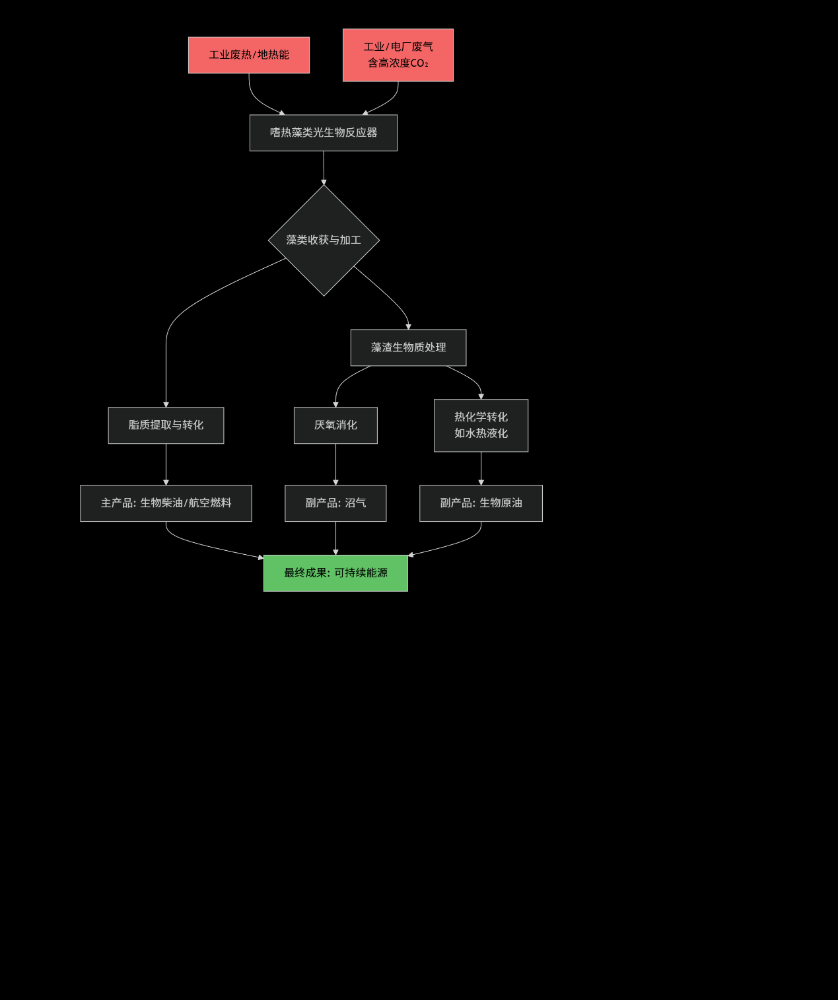 工业废热/地热能
工业/电厂废气
含高浓度CO₂
嗜热藻类光生物反应器
藻类收获与加工
藻渣生物质处理
脂质提取与转化
厌氧消化
热化学转化
如水热液化
主产品: 生物柴油/航空燃料
副产品: 沼气
副产品: 生物原油
最终成果: 可持续能源